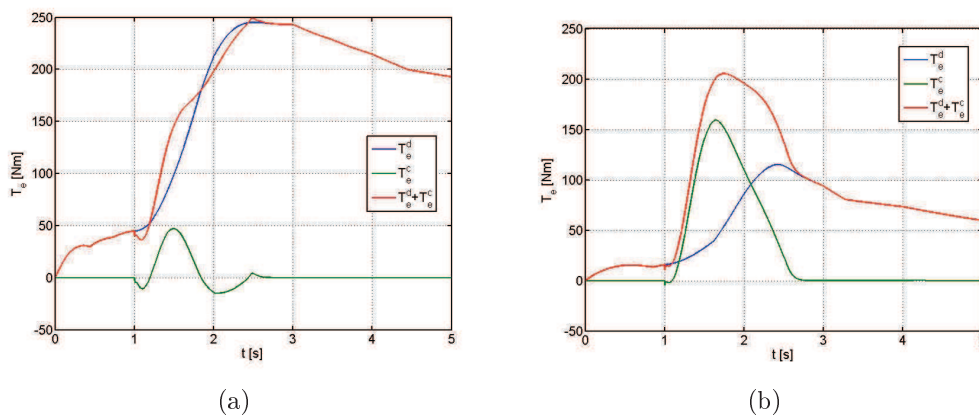 250
200
150
100
50
0
-50
T_e [Nm]
0 1 2 3 4 5
t [s]
T_e^d
T_e^c
T_e^d+T_e^c
(a)
250
200
150
100
50
0
-50
T_e [Nm]
0 1 2 3 4 5
t [s]
T_e^d
T_e^c
T_e^d+T_e^c
(b)